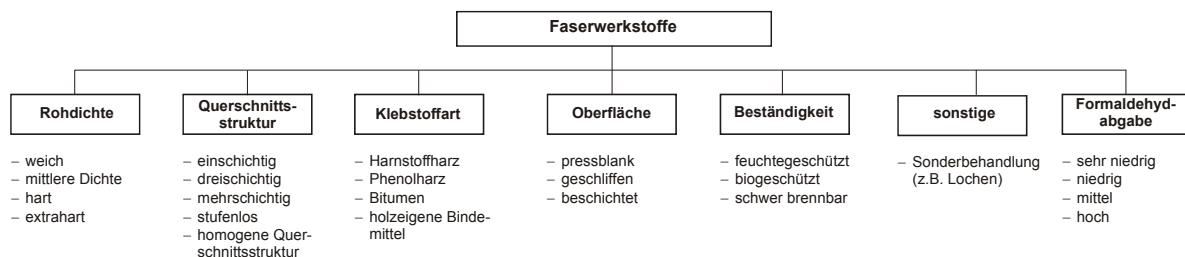 Faserwerkstoffe
Rohdichte
– weich
– mittlere Dichte
– hart
– extrahart
Querschnitts-
struktur
– einschichtig
– dreischichtig
– mehrschichtig
– stufenlos
– homogene Quer-
schnittsstruktur
Klebstoffart
– Harnstoffharz
– Phenolharz
– Bitumen
– holzeigene Binde-
mittel
Oberfläche
– pressblank
– geschliffen
– beschichtet
Beständigkeit
– feuchtegeschützt
– biogeschützt
– schwer brennbar
sonstige
– Sonderbehandlung
(z.B. Lochen)
Formaldehyd-
abgabe
– sehr niedrig
– niedrig
– mittel
– hoch